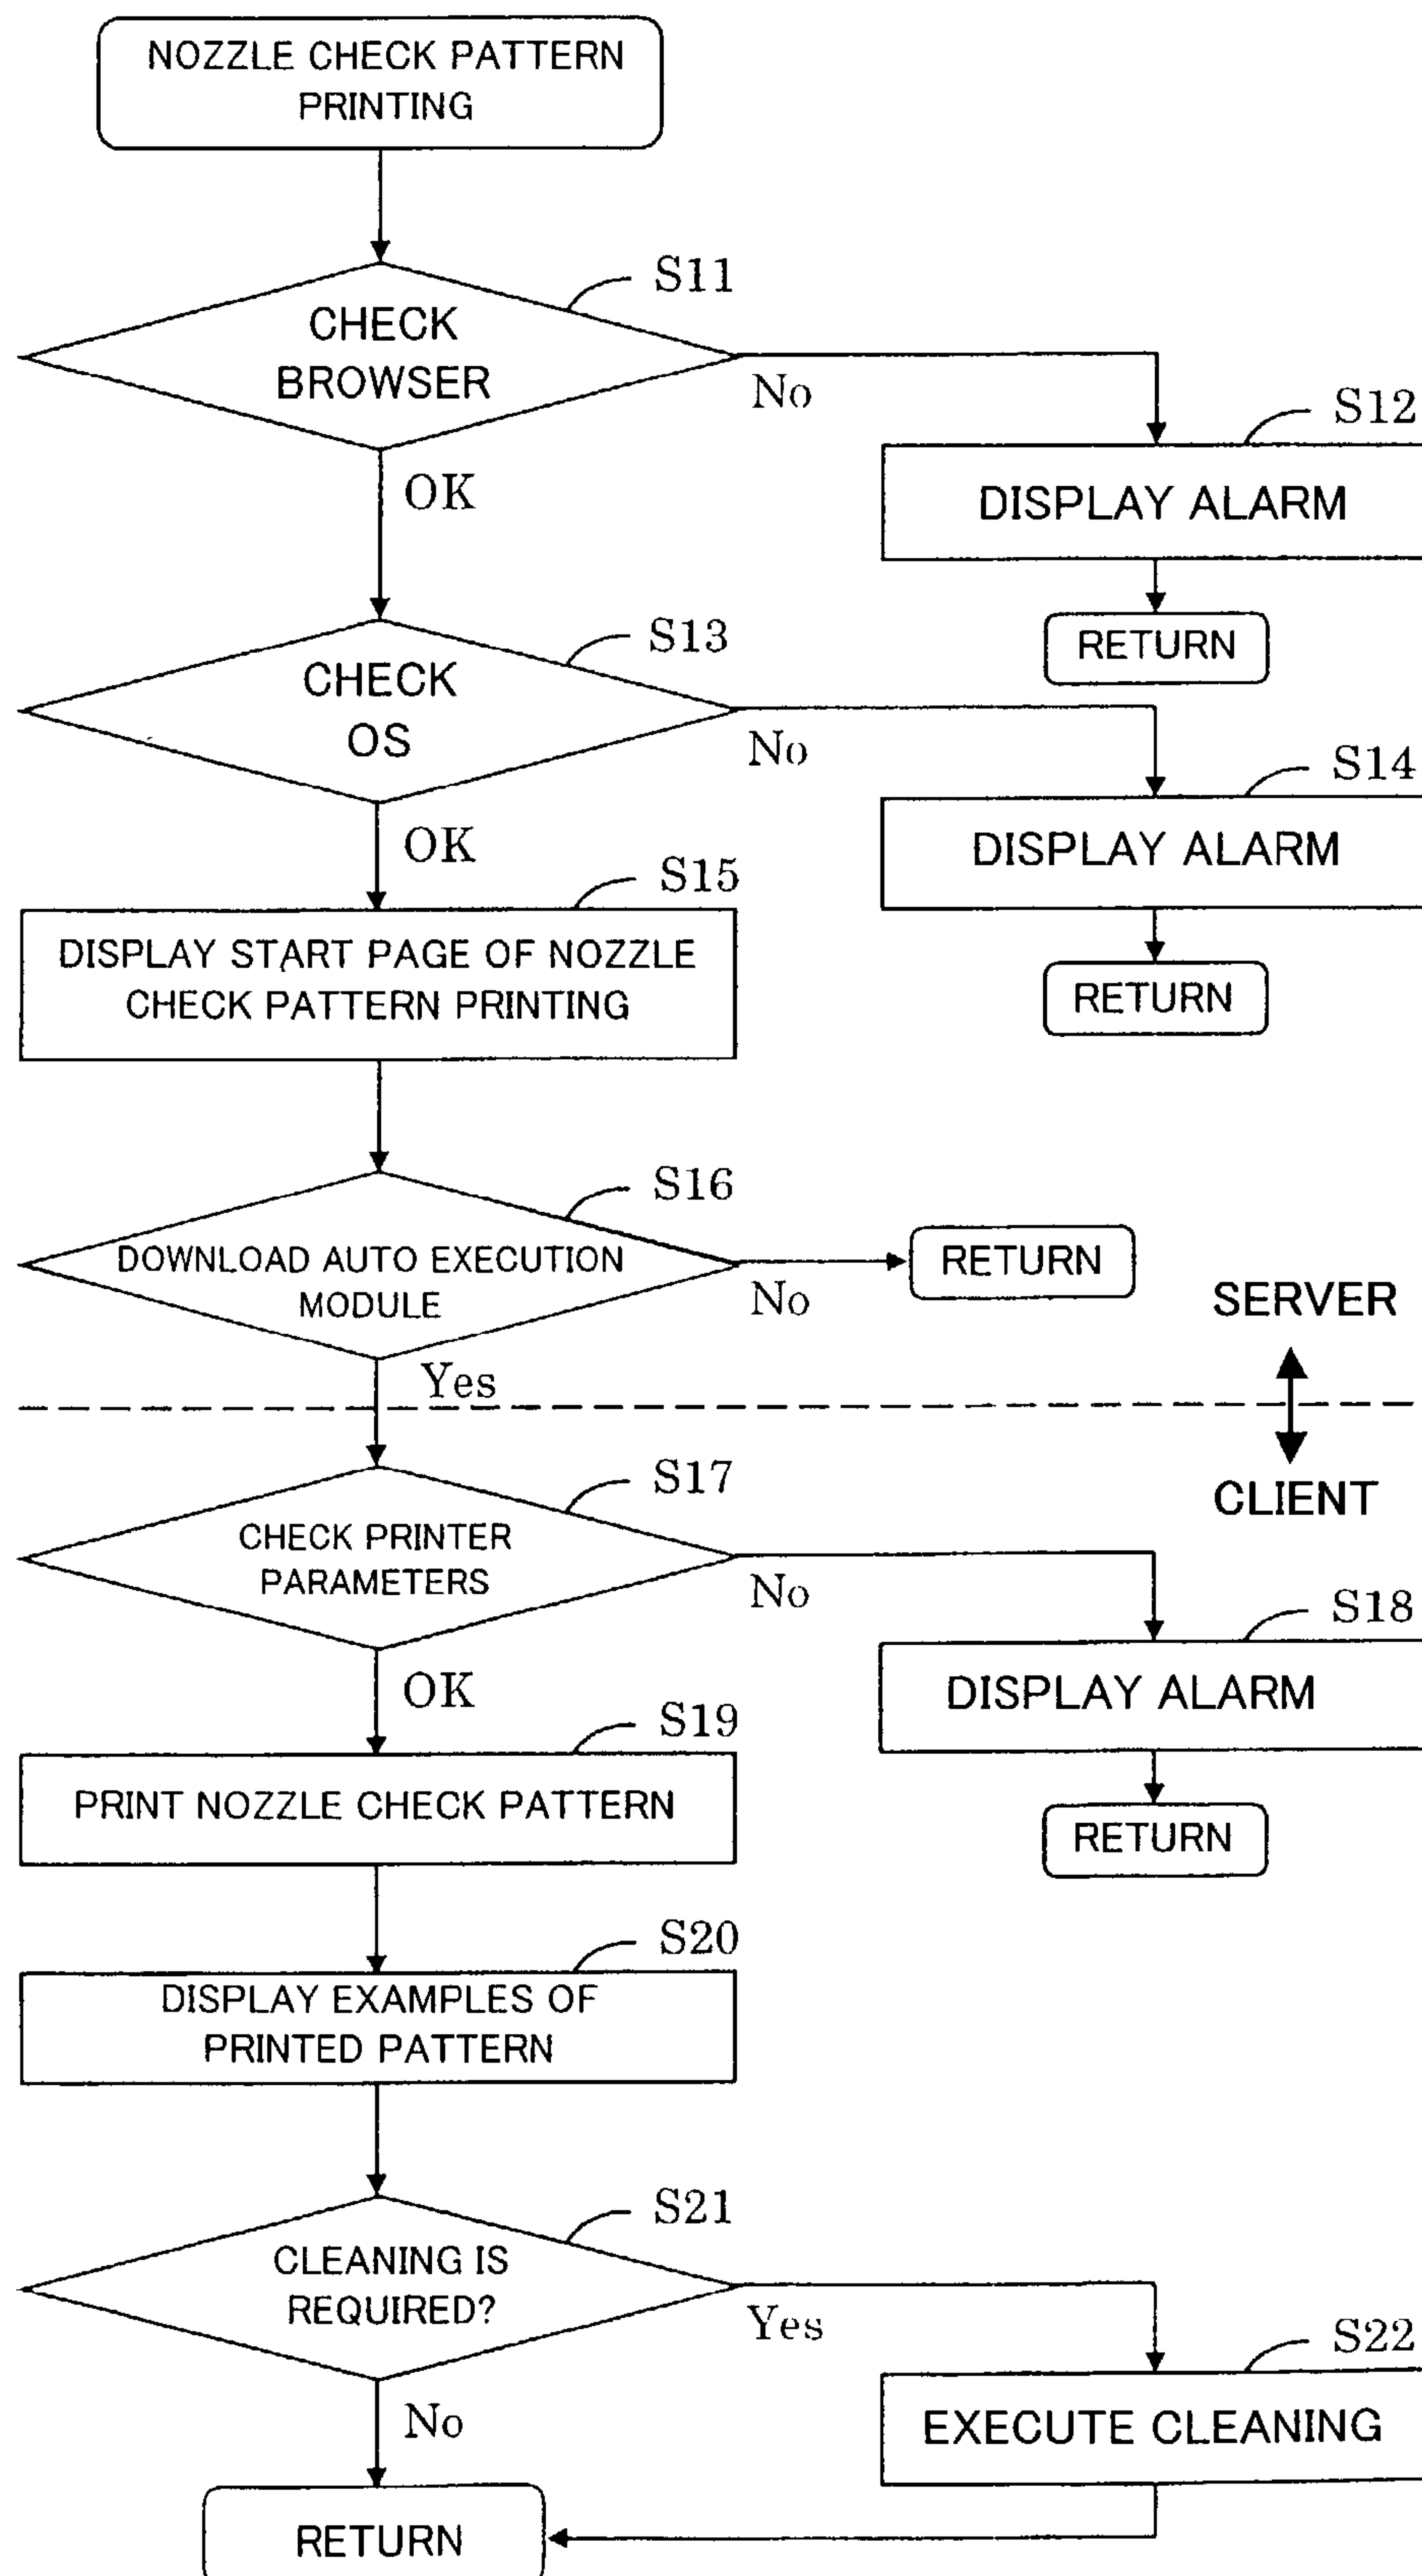 NOZZLE CHECK PATTERN
PRINTING
S11
CHECK
BROWSER
No
S12
OK
DISPLAY ALARM
RETURN
S13
CHECK
OS
No
S14
OK
DISPLAY ALARM
S15
DISPLAY START PAGE OF NOZZLE
CHECK PATTERN PRINTING
RETURN
S16
DOWNLOAD AUTO EXECUTION
MODULE
No
RETURN
SERVER
Yes
CLIENT
S17
CHECK PRINTER
PARAMETERS
No
S18
OK
DISPLAY ALARM
S19
PRINT NOZZLE CHECK PATTERN
RETURN
S20
DISPLAY EXAMPLES OF
PRINTED PATTERN
S21
CLEANING IS
REQUIRED?
Yes
S22
No
EXECUTE CLEANING
RETURN